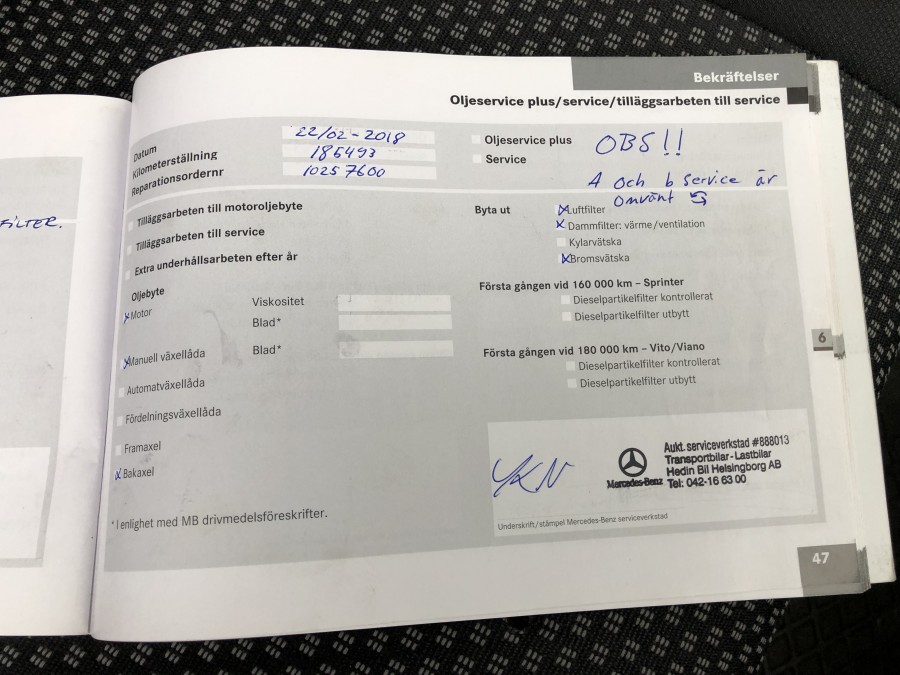 FILTER.
Bekräftelser
Oljeservice plus/service/tilläggsarbeten till service
Datum 22/02-2018
Kilometerställning 185493
Reparationsordernr 10257600
Oljeservice plus
Service
OBS!!
A och b service är
omvänt
Tilläggsarbeten till motoroljebyte
Tilläggsarbeten till service
Extra underhållsarbeten efter år
Oljebyte
x Motor
Viskositet
Blad*
x Manuell växellåda
Blad*
Automatväxellåda
Fördelningsväxellåda
Framaxel
x Bakaxel
* I enlighet med MB drivmedelsföreskrifter.
Byta ut
x Luftfilter
x Dammfilter: värme/ventilation
Kylarvätska
x Bromsvätska
Första gången vid 160 000 km – Sprinter
Dieselpartikelfilter kontrollerat
Dieselpartikelfilter utbytt
Första gången vid 180 000 km – Vito/Viano
Dieselpartikelfilter kontrollerat
Dieselpartikelfilter utbytt
6
Mercedes-Benz
Aukt. serviceverkstad #888013
Transportbilar - Lastbilar
Hedin Bil Helsingborg AB
Tel: 042-16 63 00
Underskrift/stämpel Mercedes-Benz serviceverkstad
47